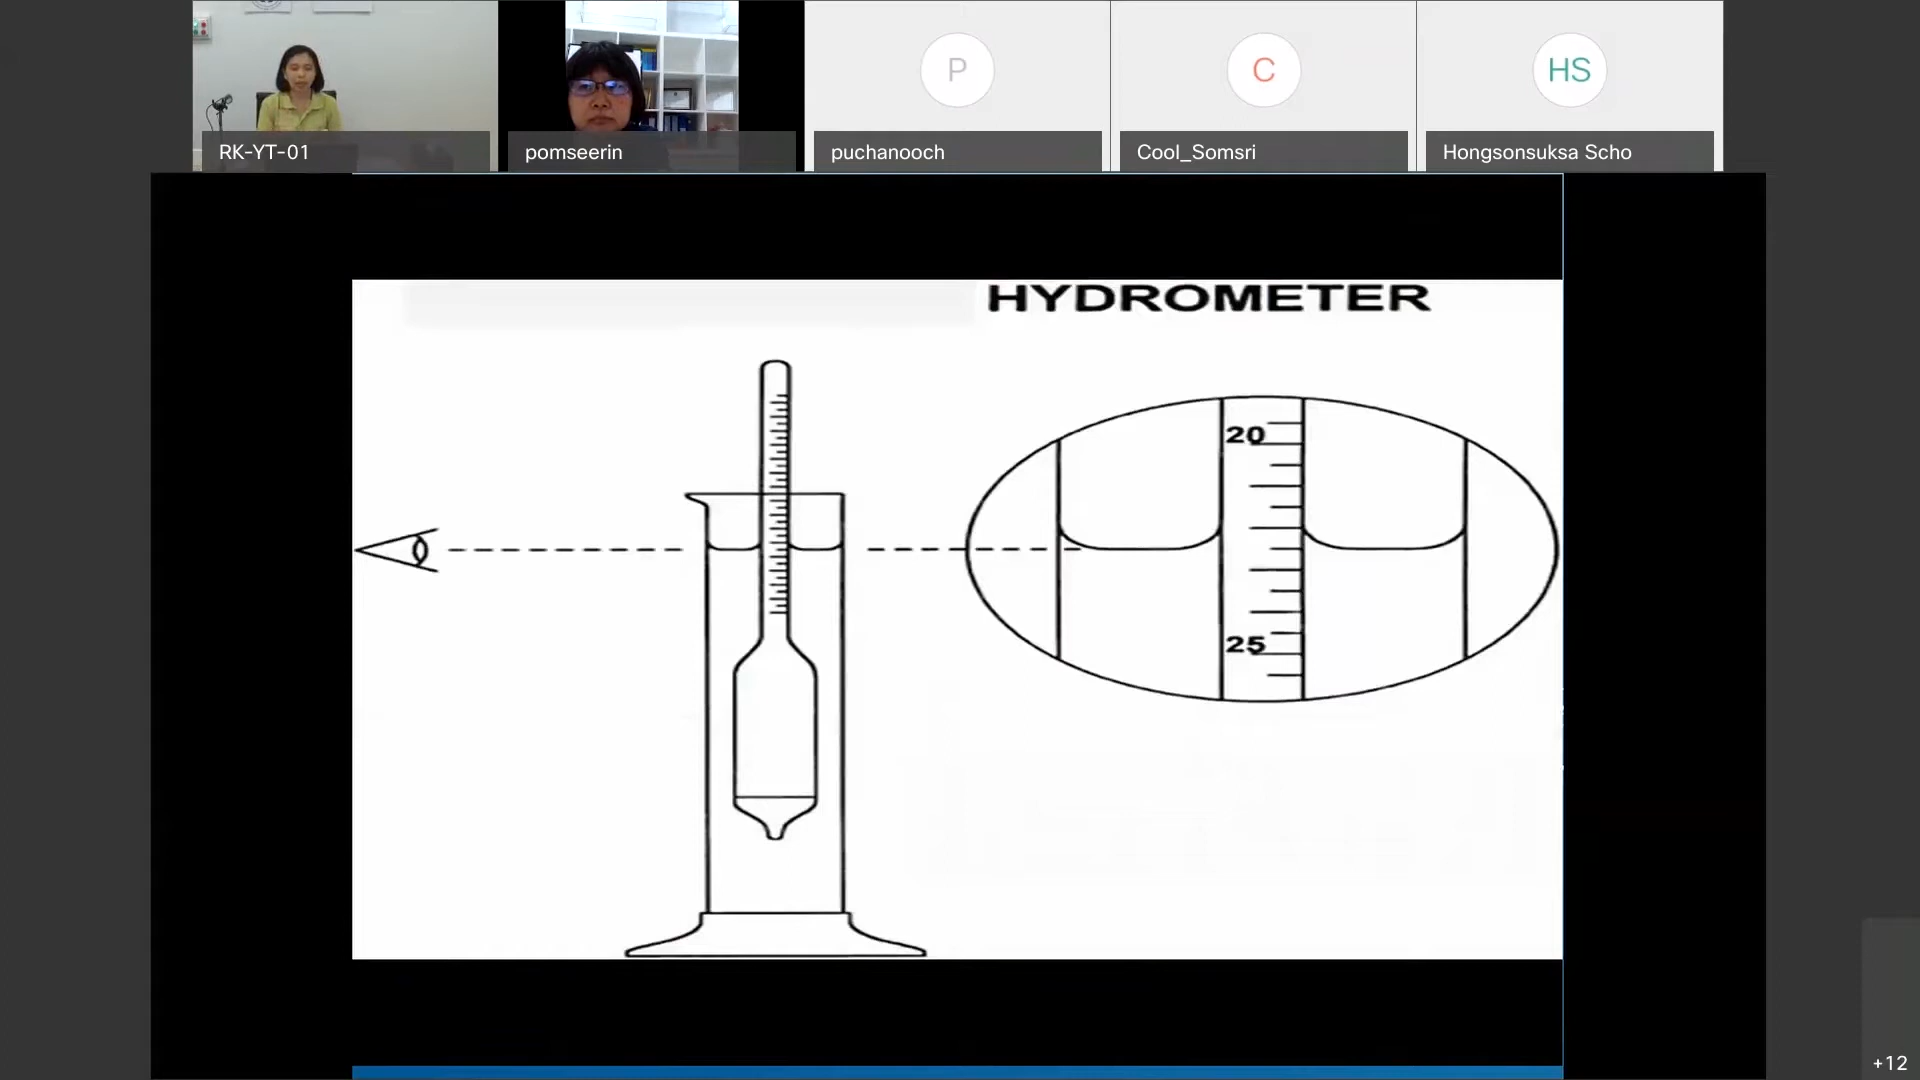 P
C
HS
RK-YT-01
pomseerin
puchanooch
Cool_Somsri
Hongsonsuksa Scho
HYDROMETER
20
25
+12